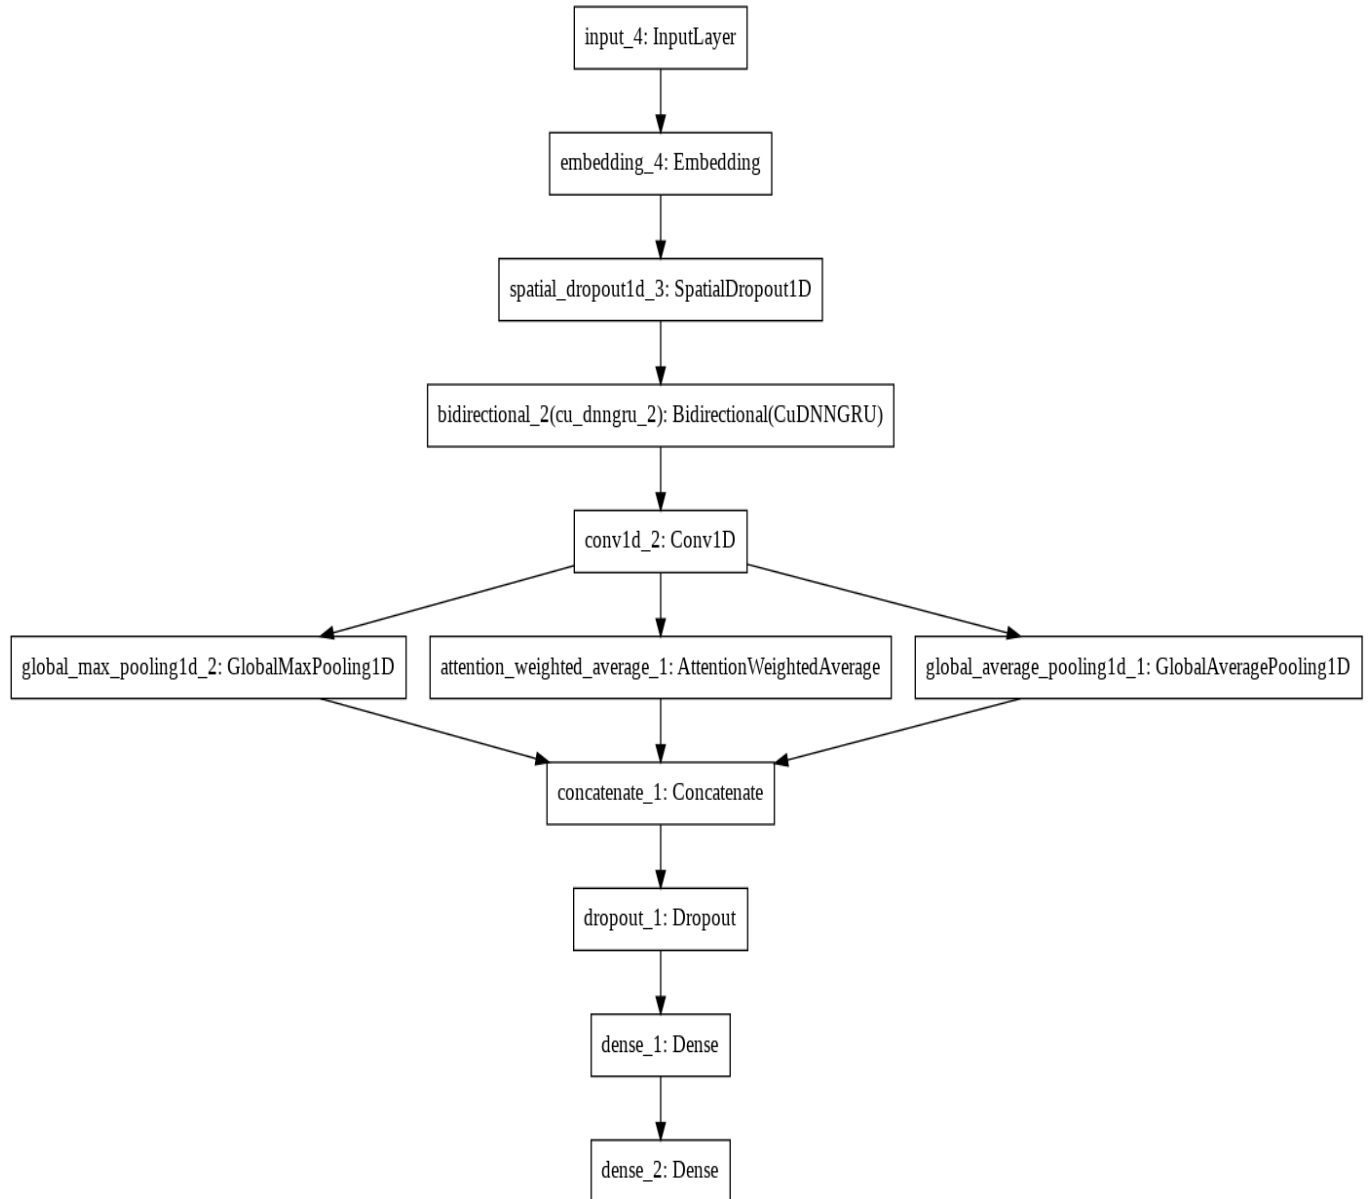 input_4: InputLayer
embedding_4: Embedding
spatial_dropout1d_3: SpatialDropout1D
bidirectional_2(cu_dnngru_2): Bidirectional(CuDNNGRU)
conv1d_2: Conv1D
global_max_pooling1d_2: GlobalMaxPooling1D
attention_weighted_average_1: AttentionWeightedAverage
global_average_pooling1d_1: GlobalAveragePooling1D
concatenate_1: Concatenate
dropout_1: Dropout
dense_1: Dense
dense_2: Dense